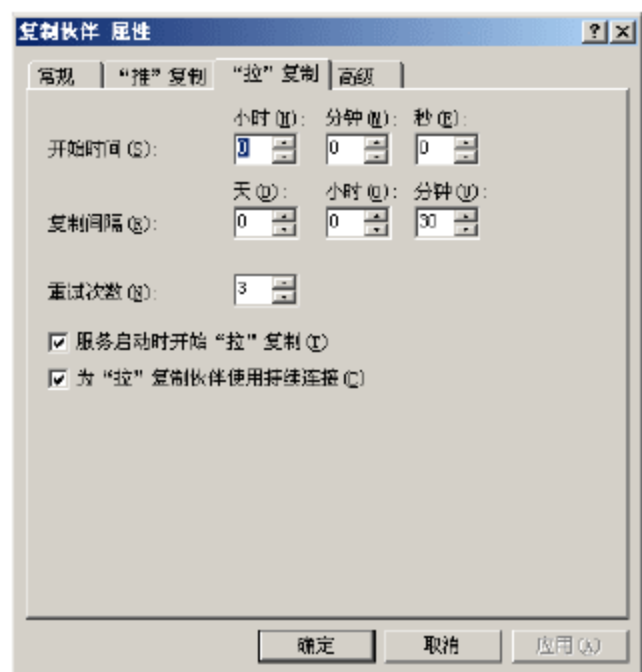 复制伙伴 属性
常规 “推”复制 “拉”复制 高级
小时(H): 分钟(M): 秒(E):
开始时间(S): 0 0 0
天(D): 小时(O): 分钟(U):
复制间隔(R): 0 0 30
重试次数(N): 3
服务启动时开始“拉”复制(T)
为“拉”复制伙伴使用持续连接(C)
确定 取消 应用(A)